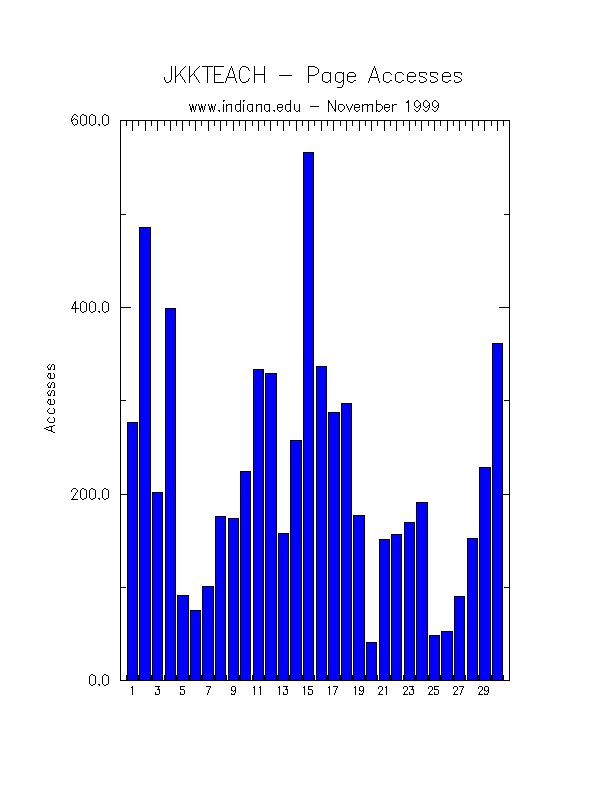 JKKTEACH – Page Accesses
www.indiana.edu – November 1999
600.0
400.0
Accesses
200.0
0.0
1 3 5 7 9 11 13 15 17 19 21 23 25 27 29